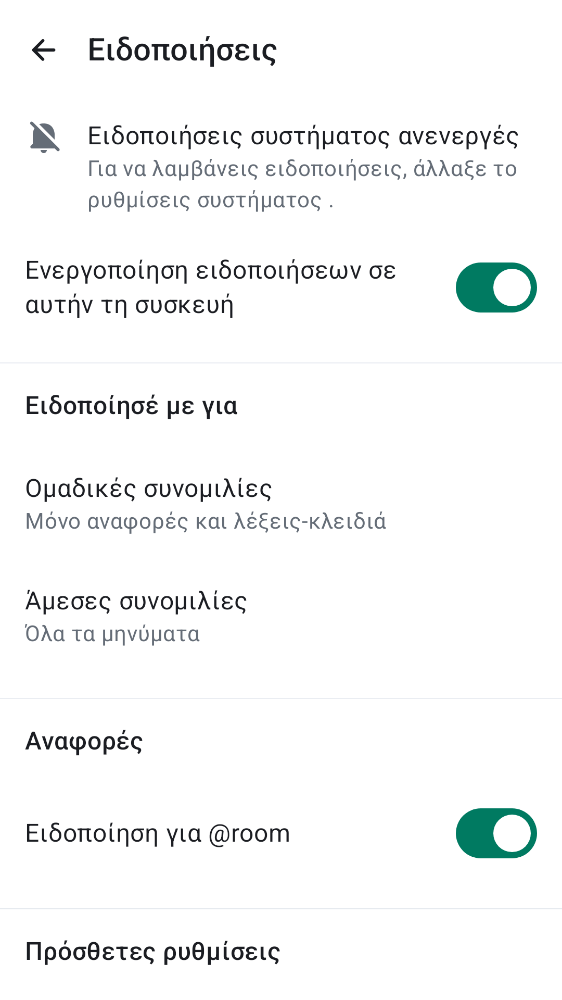 Ειδοποιήσεις
Ειδοποιήσεις συστήματος ανενεργές
Για να λαμβάνεις ειδοποιήσεις, άλλαξε το
ρυθμίσεις συστήματος .
Ενεργοποίηση ειδοποιήσεων σε
αυτήν τη συσκευή
Ειδοποίησέ με για
Ομαδικές συνομιλίες
Μόνο αναφορές και λέξεις-κλειδιά
Άμεσες συνομιλίες
Όλα τα μηνύματα
Αναφορές
Ειδοποίηση για @room
Πρόσθετες ρυθμίσεις